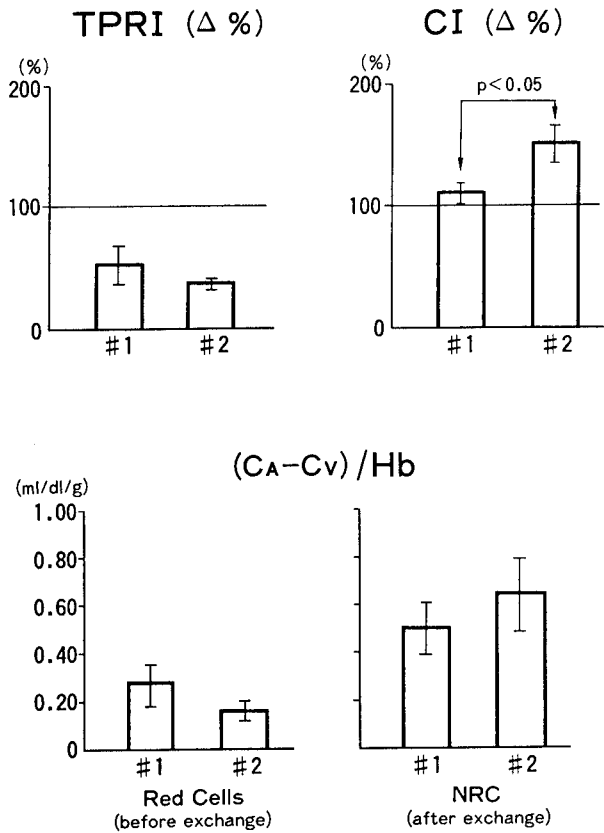 TPRI (Δ %)
CI (Δ %)
(%)
200
100
0
#1
#2
(%)
200
100
0
p<0.05
#1
#2
(CA-CV)/Hb
(ml/dl/g)
1.00
0.80
0.60
0.40
0.20
0
#1
#2
Red Cells
(before exchange)
#1
#2
NRC
(after exchange)